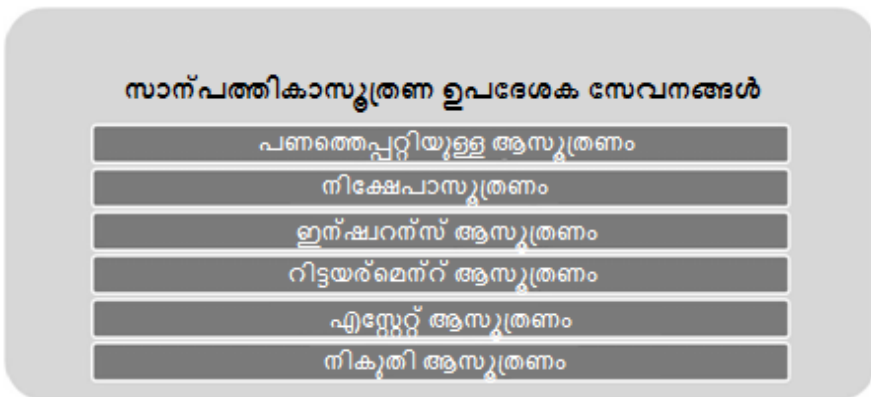 സാന്പത്തികാസൂത്രണ ഉപദേശക സേവനങ്ങൾ
പണത്തെപ്പറ്റിയുള്ള ആസൂത്രണം
നിക്ഷേപാസൂത്രണം
ഇന്ഷ്വറന്സ് ആസൂത്രണം
റിട്ടയര്മെന്റ് ആസൂത്രണം
എസ്റ്റേറ്റ് ആസൂത്രണം
നികുതി ആസൂത്രണം